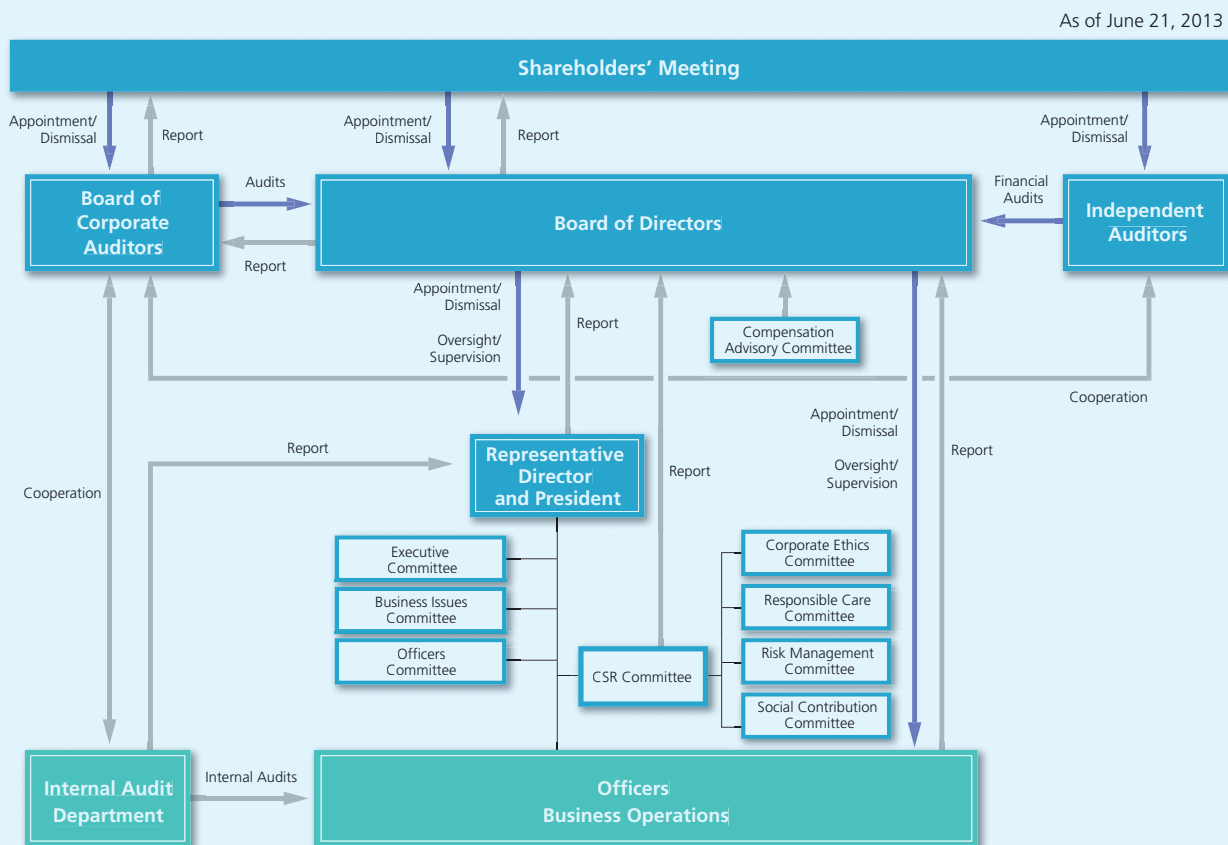 As of June 21, 2013
Shareholders’ Meeting
Appointment/
Dismissal
Report
Appointment/
Dismissal
Report
Appointment/
Dismissal
Board of
Corporate
Auditors
Audits
Report
Board of Directors
Financial
Audits
Independent
Auditors
Appointment/
Dismissal
Oversight/
Supervision
Report
Compensation
Advisory Committee
Cooperation
Appointment/
Dismissal
Oversight/
Supervision
Report
Report
Representative
Director
and President
Report
Cooperation
Executive
Committee
Business Issues
Committee
Officers
Committee
CSR Committee
Corporate Ethics
Committee
Responsible Care
Committee
Risk Management
Committee
Social Contribution
Committee
Internal Audit
Department
Internal Audits
Officers
Business Operations